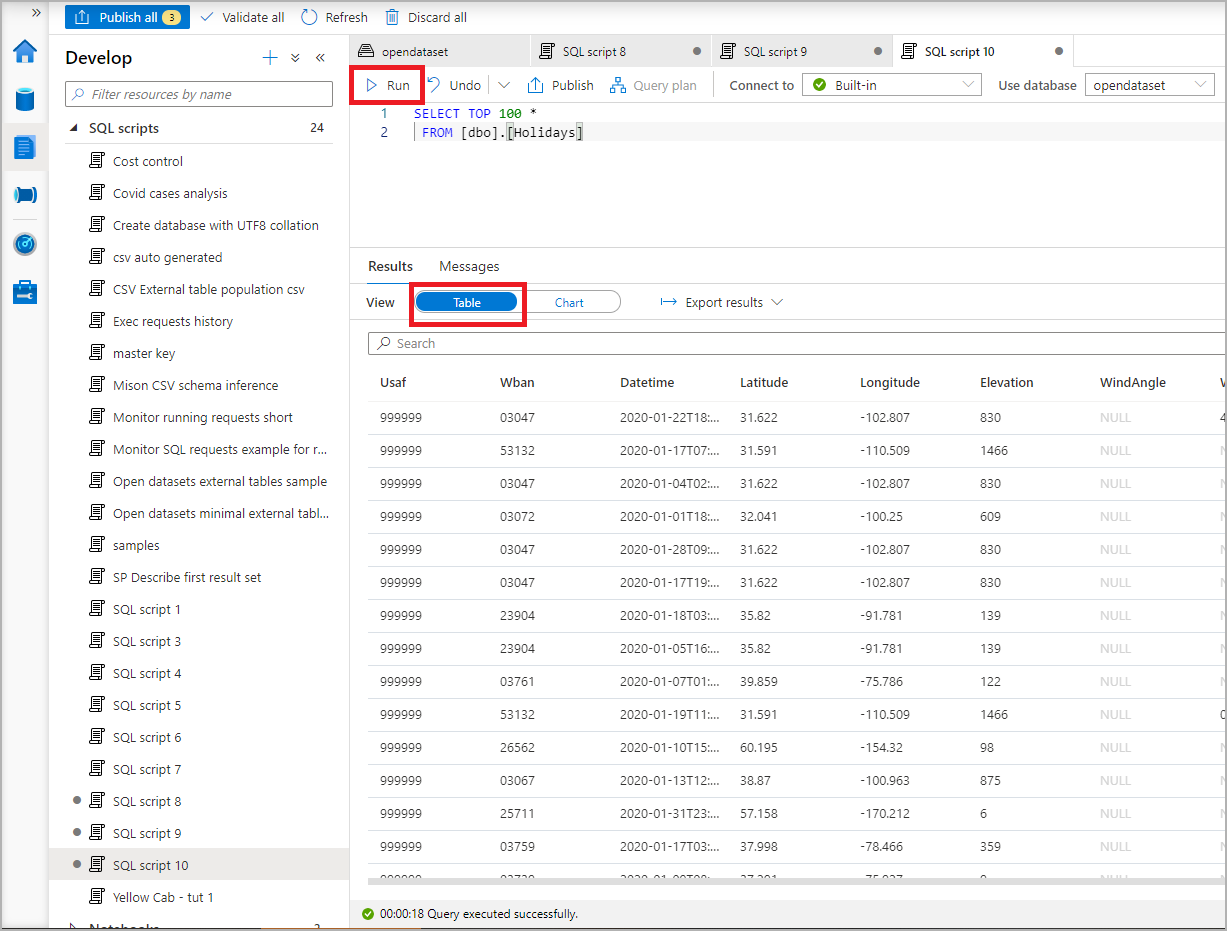 Publish all 3 Validate all Refresh Discard all
Develop
Filter resources by name
SQL scripts 24
Cost control
Covid cases analysis
Create database with UTF8 collation
csv auto generated
CSV External table population csv
Exec requests history
master key
Mison CSV schema inference
Monitor running requests short
Monitor SQL requests example for r...
Open datasets external tables sample
Open datasets minimal external tabl...
samples
SP Describe first result set
SQL script 1
SQL script 3
SQL script 4
SQL script 5
SQL script 6
SQL script 7
SQL script 8
SQL script 9
SQL script 10
Yellow Cab - tut 1
Notebooks 2
opendataset SQL script 8 SQL script 9 SQL script 10
Run Undo Publish Query plan Connect to Built-in Use database opendataset
1 SELECT TOP 100 *
2 FROM [dbo].[Holidays]
Results Messages
View Table Chart Export results
Search
Usaf Wban Datetime Latitude Longitude Elevation WindAngle
999999 03047 2020-01-22T18:... 31.622 -102.807 830 NULL 4
999999 53132 2020-01-17T07:... 31.591 -110.509 1466 NULL
999999 03047 2020-01-04T02:... 31.622 -102.807 830 NULL
999999 03072 2020-01-01T18:... 32.041 -100.25 609 NULL
999999 03047 2020-01-28T09:... 31.622 -102.807 830 NULL
999999 03047 2020-01-17T19:... 31.622 -102.807 830 NULL
999999 23904 2020-01-18T03:... 35.82 -91.781 139 NULL
999999 23904 2020-01-05T16:... 35.82 -91.781 139 NULL
999999 03761 2020-01-07T01:... 39.859 -75.786 122 NULL
999999 53132 2020-01-19T11:... 31.591 -110.509 1466 NULL
999999 26562 2020-01-10T15:... 60.195 -154.32 98 NULL
999999 03067 2020-01-13T12:... 38.87 -100.963 875 NULL
999999 25711 2020-01-31T23:... 57.158 -170.212 6 NULL
999999 03759 2020-01-17T03:... 37.998 -78.466 359 NULL
00:00:18 Query executed successfully.